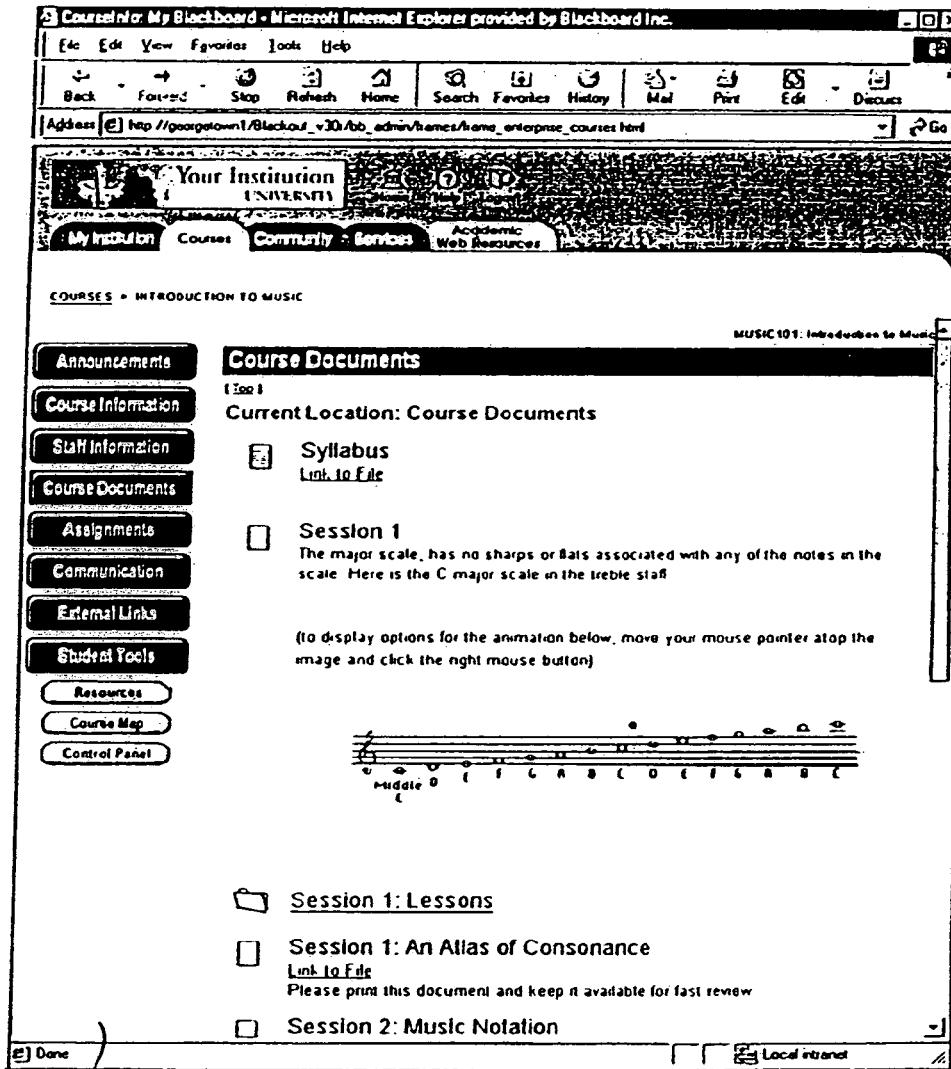 CourseInfo: My Blackboard - Microsoft Internet Explorer provided by Blackboard Inc.
File Edit View Favorites Tools Help
Back Forward Stop Refresh Home Search Favorites History Mail Print Edit Discuss
Address http://georgetown1/Blackout_v30i/bb_admin/frames/frame_enterprise_courses.html Go
Your Institution
UNIVERSITY
Help
My Institution Courses Community Services Academic
Web Resources
COURSES > INTRODUCTION TO MUSIC
MUSIC101: Introduction to Music
Announcements
Course Information
Staff Information
Course Documents
Assignments
Communication
External Links
Student Tools
Resources
Course Map
Control Panel
Course Documents
[Top]
Current Location: Course Documents
Syllabus
Link to File
Session 1
The major scale, has no sharps or flats associated with any of the notes in the
scale. Here is the C major scale in the treble staff
(to display options for the animation below, move your mouse pointer atop the
image and click the right mouse button)
Middle D E F G A B C D E F G A B C
C
Session 1: Lessons
Session 1: An Atlas of Consonance
Link to File
Please print this document and keep it available for fast review
Session 2: Music Notation
Done Local intranet